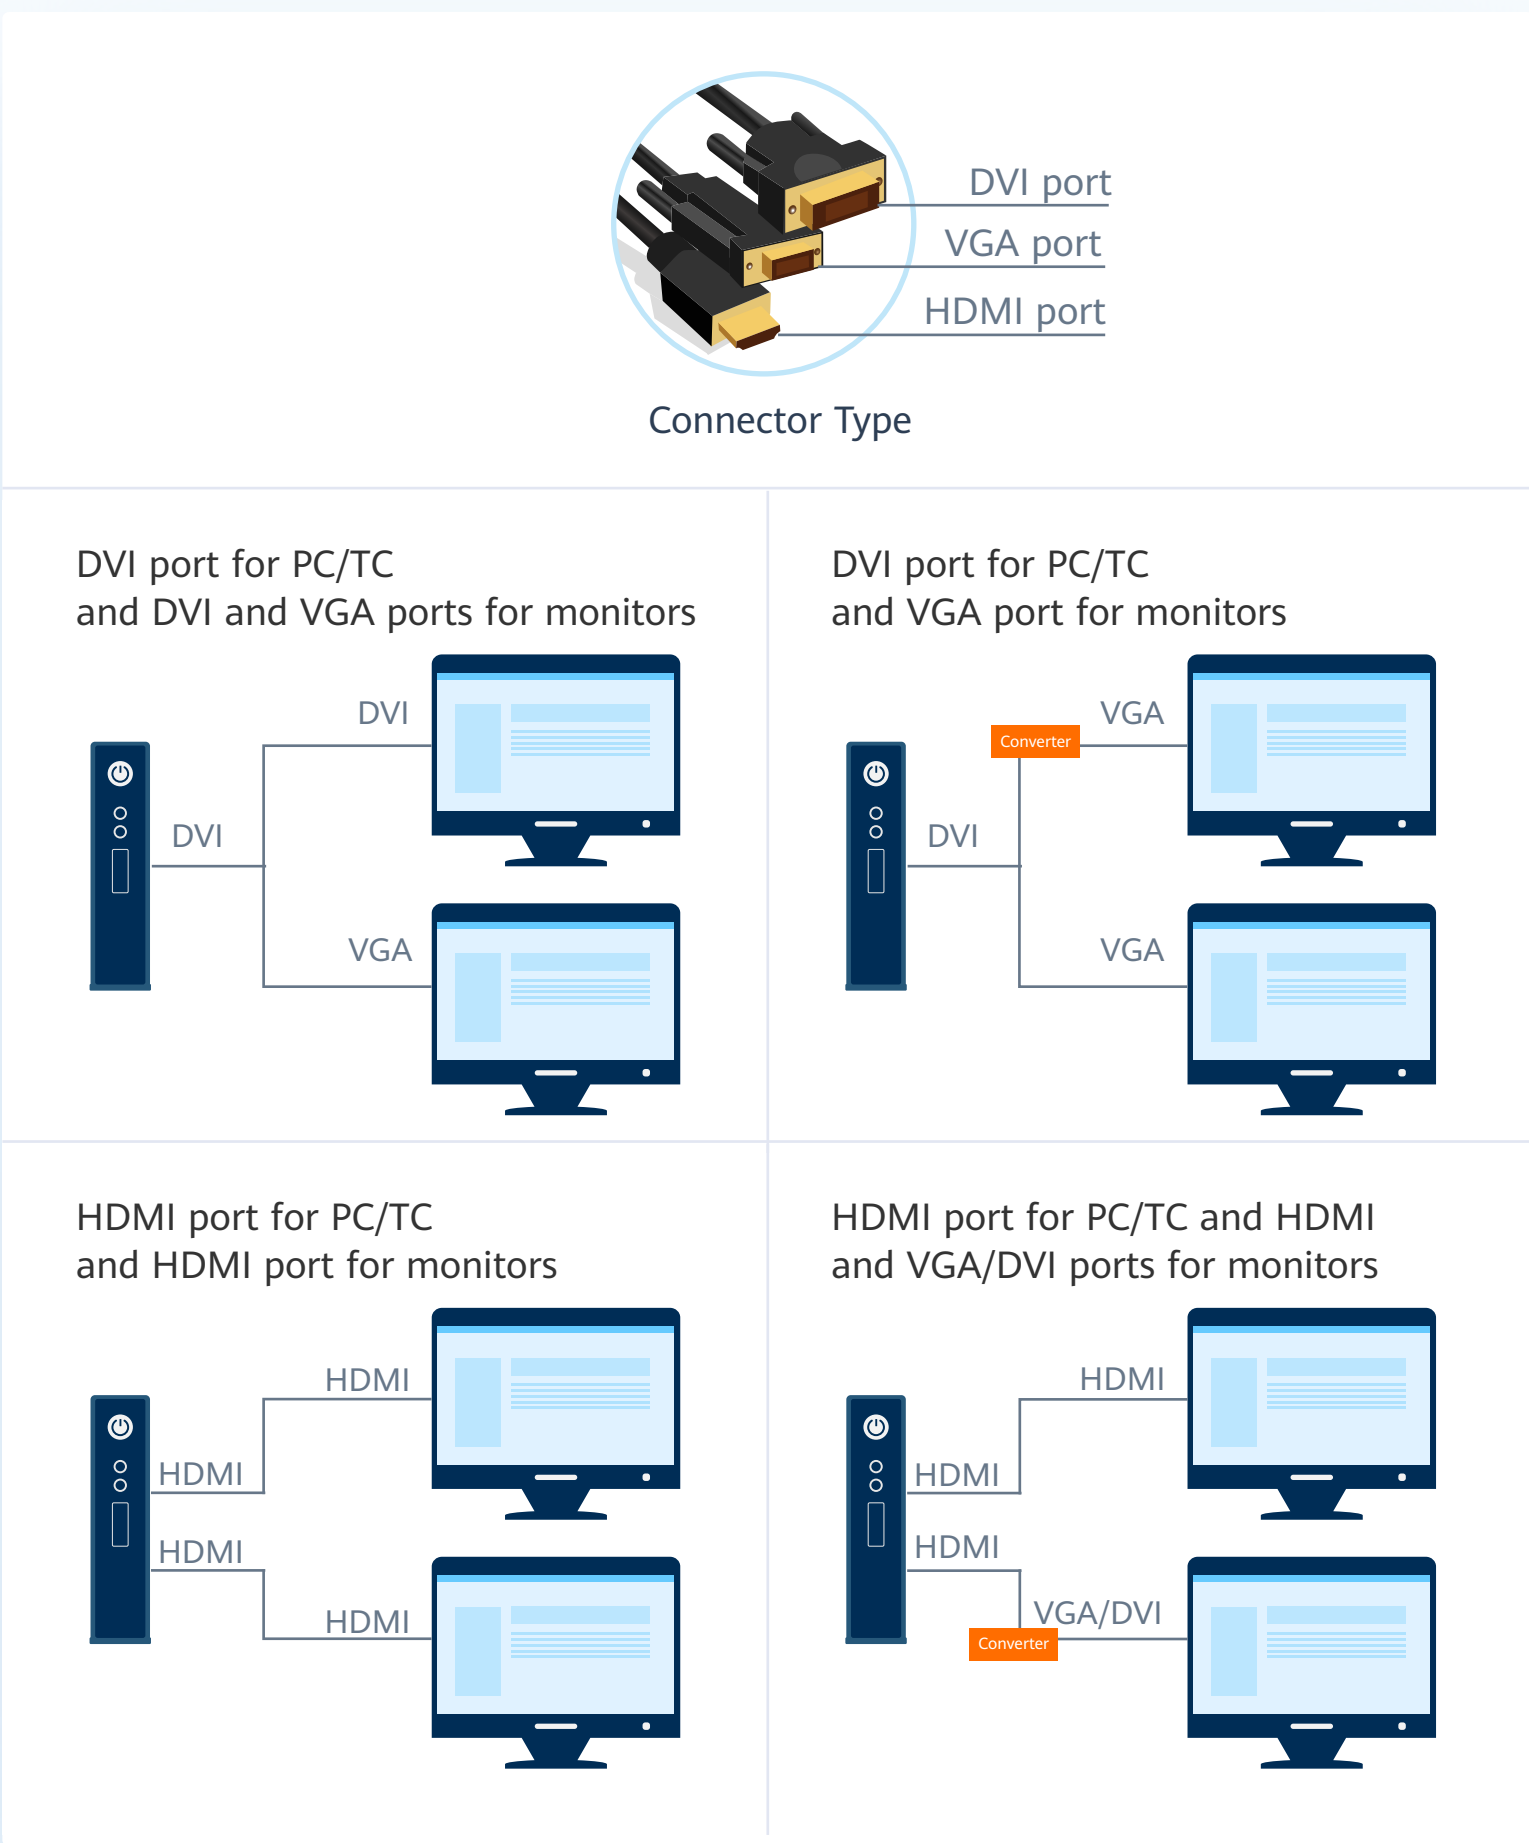 DVI port
VGA port
HDMI port
Connector Type
DVI port for PC/TC
and DVI and VGA ports for monitors
DVI
DVI
VGA
DVI port for PC/TC
and VGA port for monitors
VGA
Converter
DVI
VGA
HDMI port for PC/TC
and HDMI port for monitors
HDMI
HDMI
HDMI
HDMI
HDMI port for PC/TC and HDMI
and VGA/DVI ports for monitors
HDMI
HDMI
HDMI
VGA/DVI
Converter